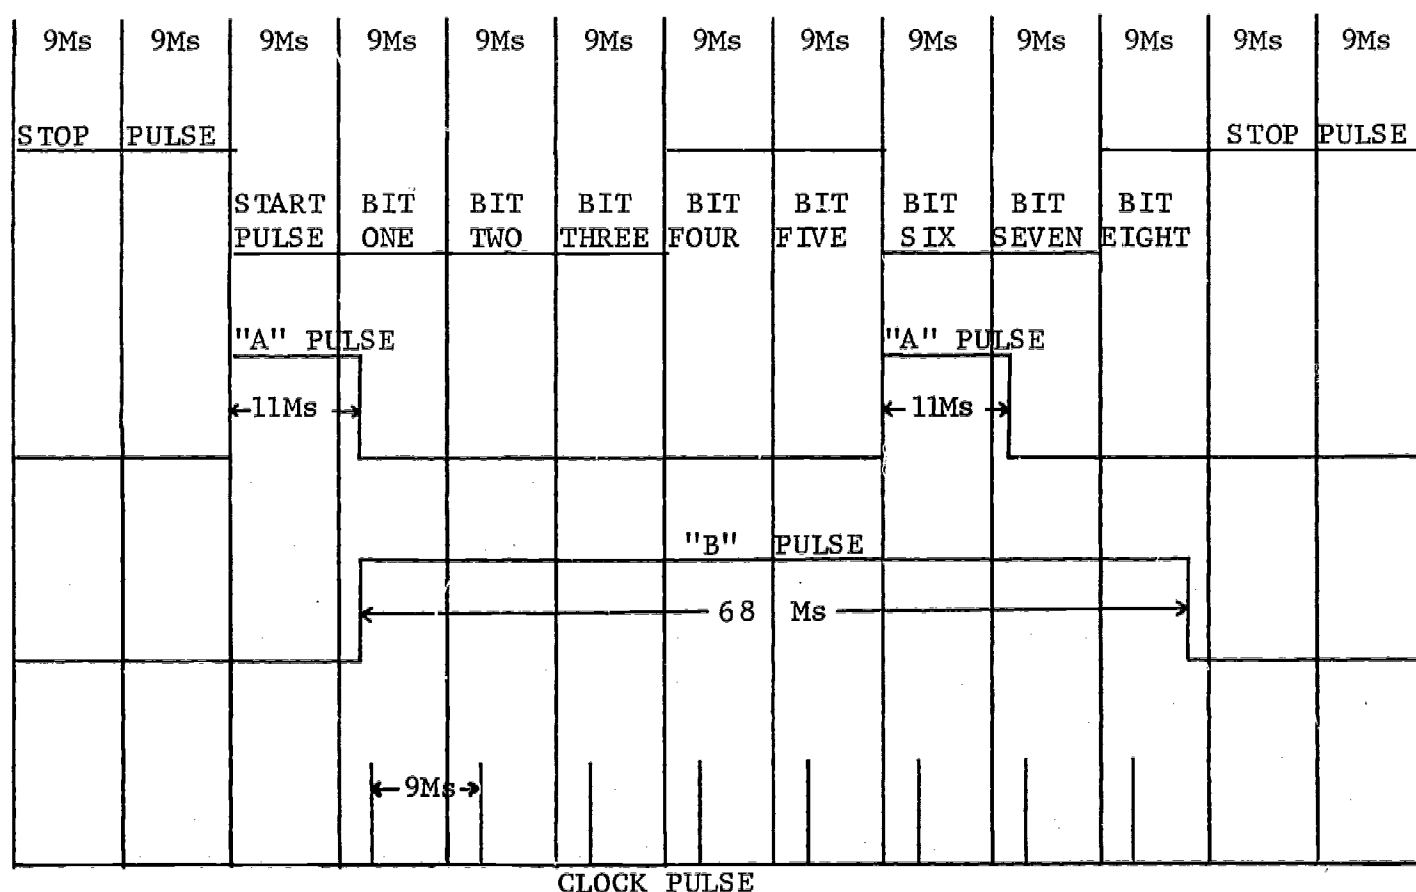 9Ms 9Ms 9Ms 9Ms 9Ms 9Ms 9Ms 9Ms 9Ms 9Ms 9Ms 9Ms 9Ms
STOP PULSE STOP PULSE
START BIT BIT BIT BIT BIT BIT BIT BIT
PULSE ONE TWO THREE FOUR FIVE SIX SEVEN EIGHT
"A" PULSE "A" PULSE
11Ms 11Ms
"B" PULSE
68 Ms
9Ms
CLOCK PULSE